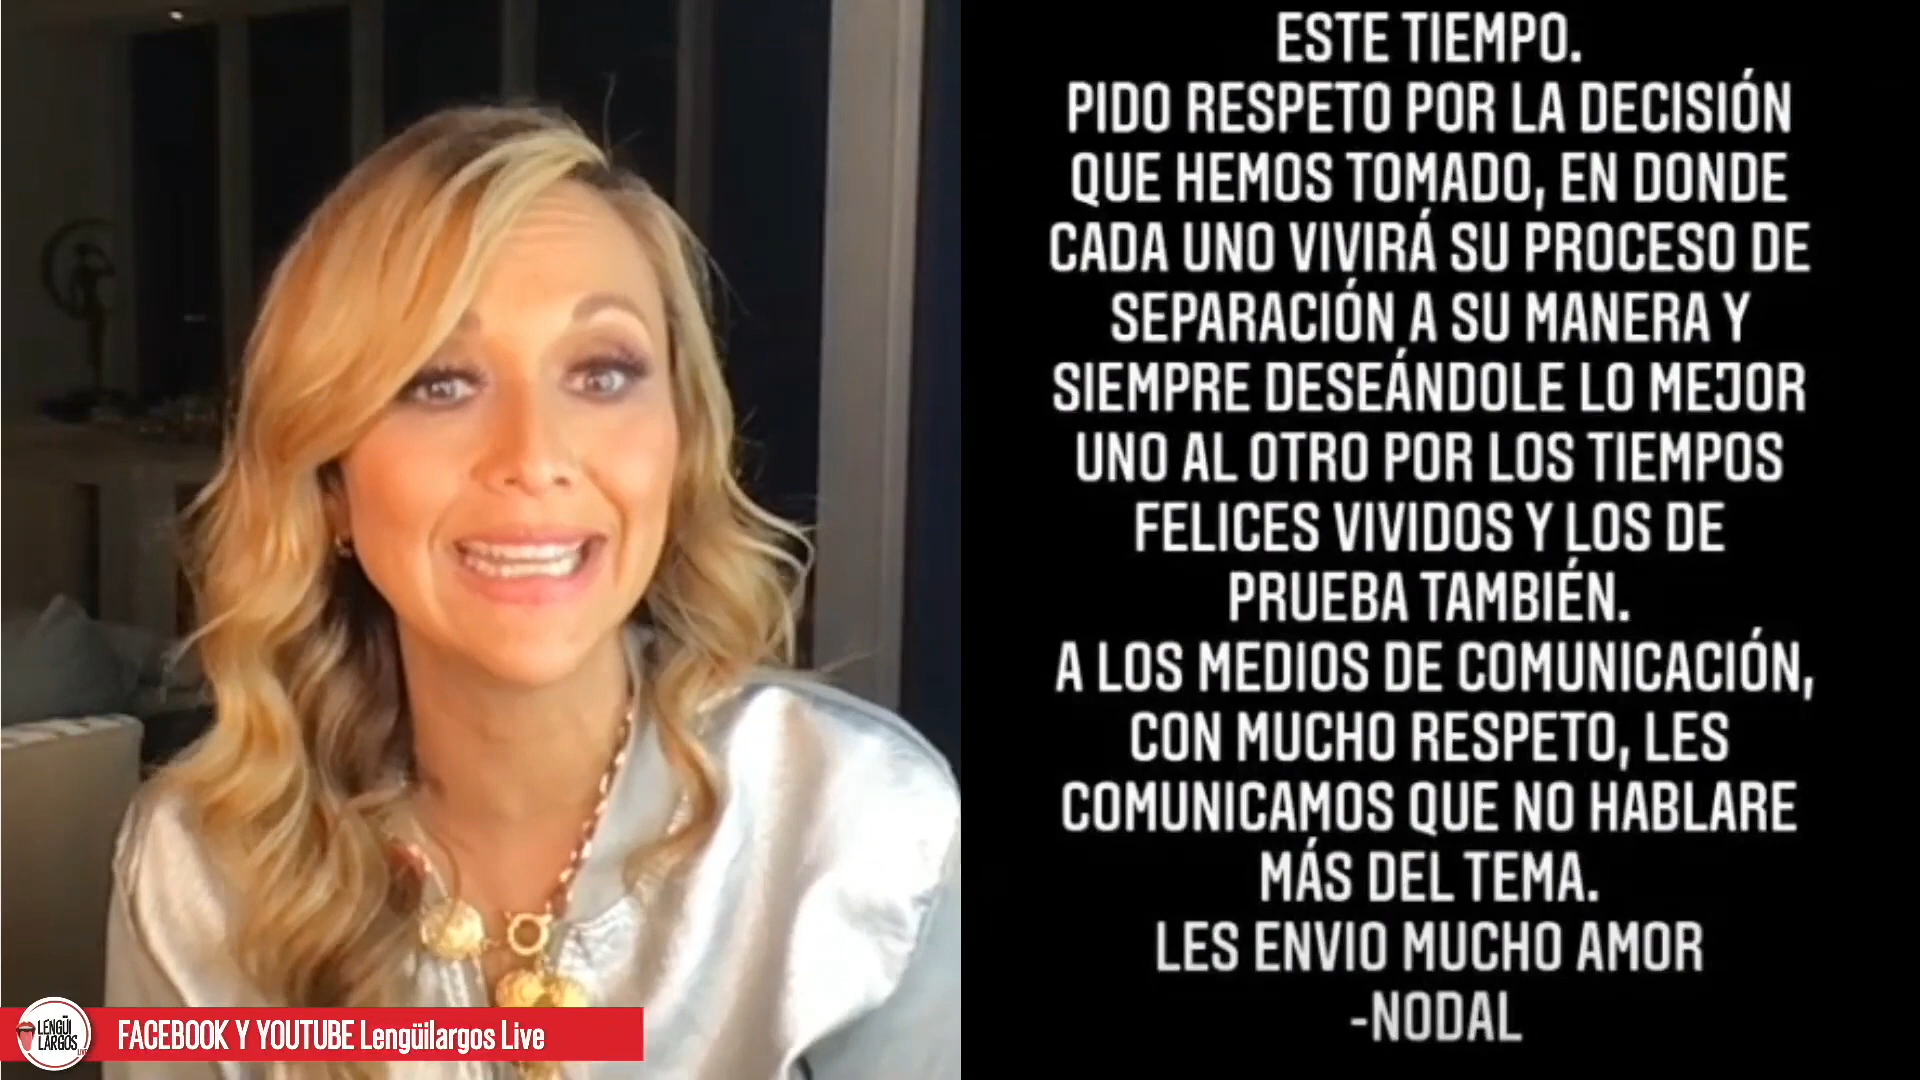 ESTE TIEMPO.
PIDO RESPETO POR LA DECISIÓN
QUE HEMOS TOMADO, EN DONDE
CADA UNO VIVIRÁ SU PROCESO DE
SEPARACIÓN A SU MANERA Y
SIEMPRE DESEÁNDOLE LO MEJOR
UNO AL OTRO POR LOS TIEMPOS
FELICES VIVIDOS Y LOS DE
PRUEBA TAMBIÉN.
A LOS MEDIOS DE COMUNICACIÓN,
CON MUCHO RESPETO, LES
COMUNICAMOS QUE NO HABLARE
MÁS DEL TEMA.
LES ENVIO MUCHO AMOR
-NODAL
LENGÜI
LARGOS
LIVE
FACEBOOK Y YOUTUBE Lengüilargos Live